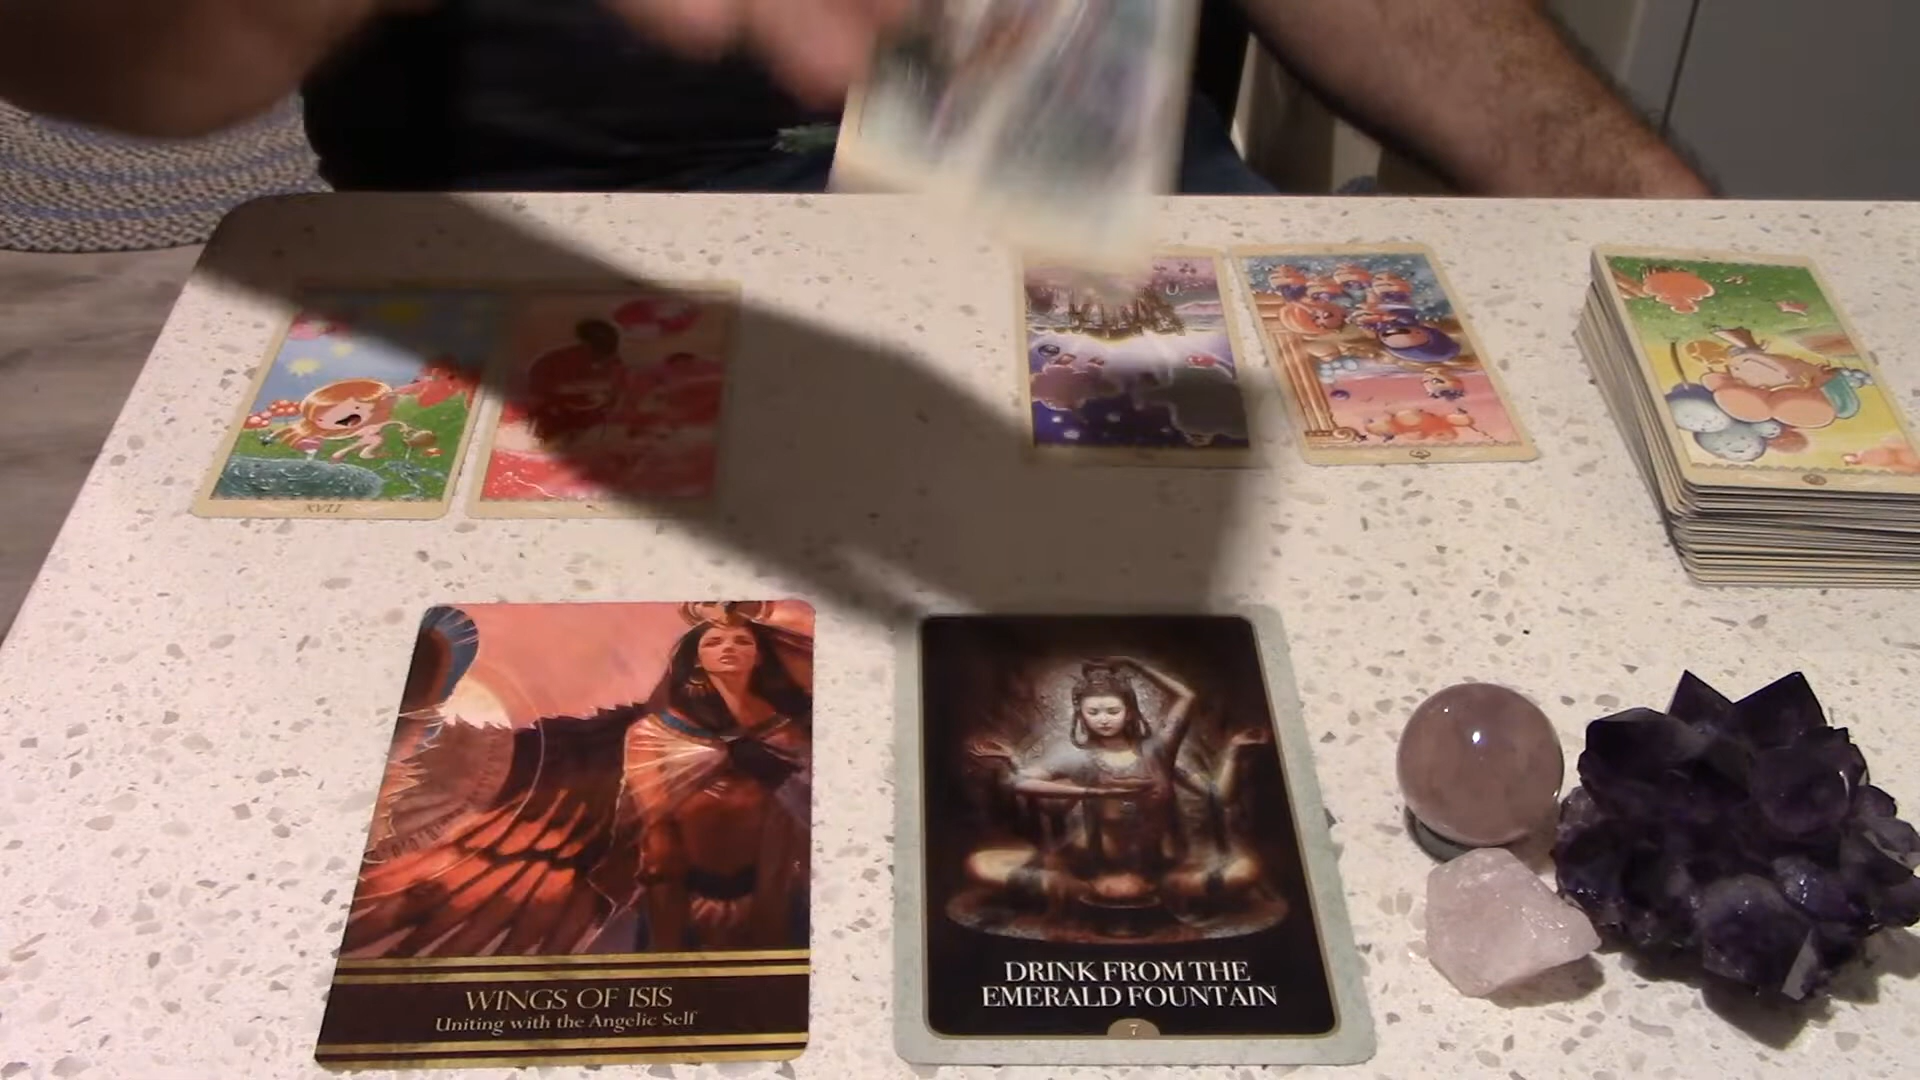 XVII
WINGS OF ISIS
Uniting with the Angelic Self
DRINK FROM THE
EMERALD FOUNTAIN
7